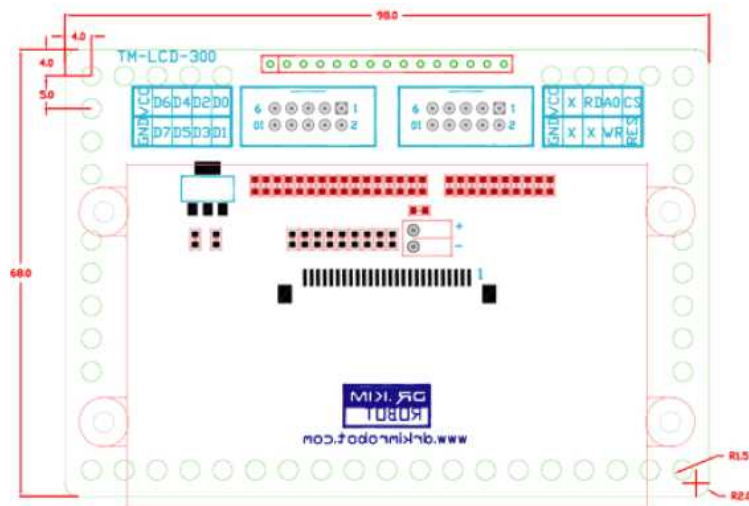 98.0
4.0
TM-LCD-300
4.0
5.0
GND VCC D6 D4 D2 D0
D7 D5 D3 D1
9 1
10 2
9 1
10 2
GND VCC X RD A0 CS
X X WR RES
+
-
68.0
1
DR.KIM
ROBOT
www.drkimrobot.com
R1.5
R2.0